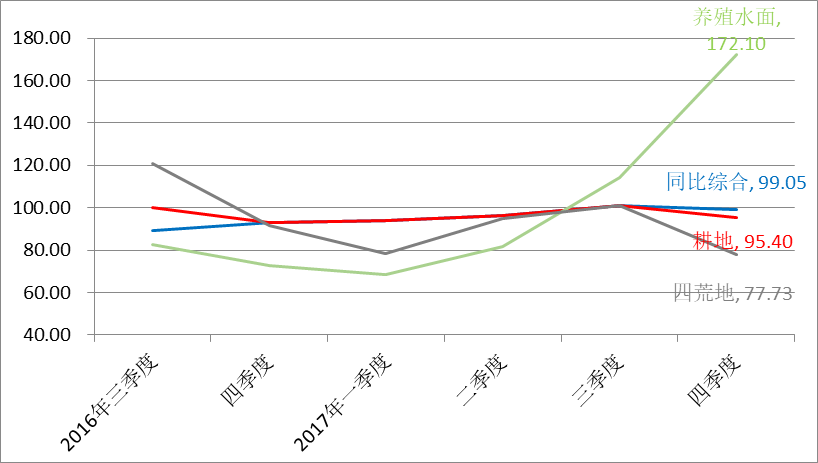 养殖水面,
172.10
180.00
160.00
140.00
120.00
100.00
80.00
60.00
40.00
同比综合, 99.05
耕地, 95.40
四荒地, 77.73
2016年三季度
四季度
2017年一季度
二季度
三季度
四季度